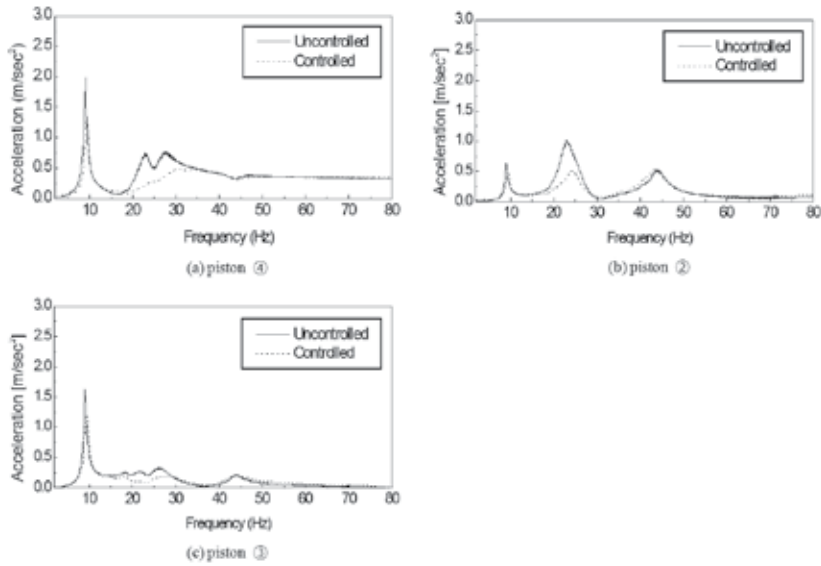 3.0
2.5
2.0
1.5
1.0
0.5
0.0
Acceleration (m/sec²)
Uncontrolled
Controlled
10 20 30 40 50 60 70 80
Frequency (Hz)
(a) piston ④
3.0
2.5
2.0
1.5
1.0
0.5
0.0
Acceleration [m/sec²]
Uncontrolled
Controlled
10 20 30 40 50 60 70 80
Frequency (Hz)
(b) piston ②
3.0
2.5
2.0
1.5
1.0
0.5
0.0
Acceleration [m/sec²]
Uncontrolled
Controlled
10 20 30 40 50 60 70 80
Frequency (Hz)
(c) piston ③